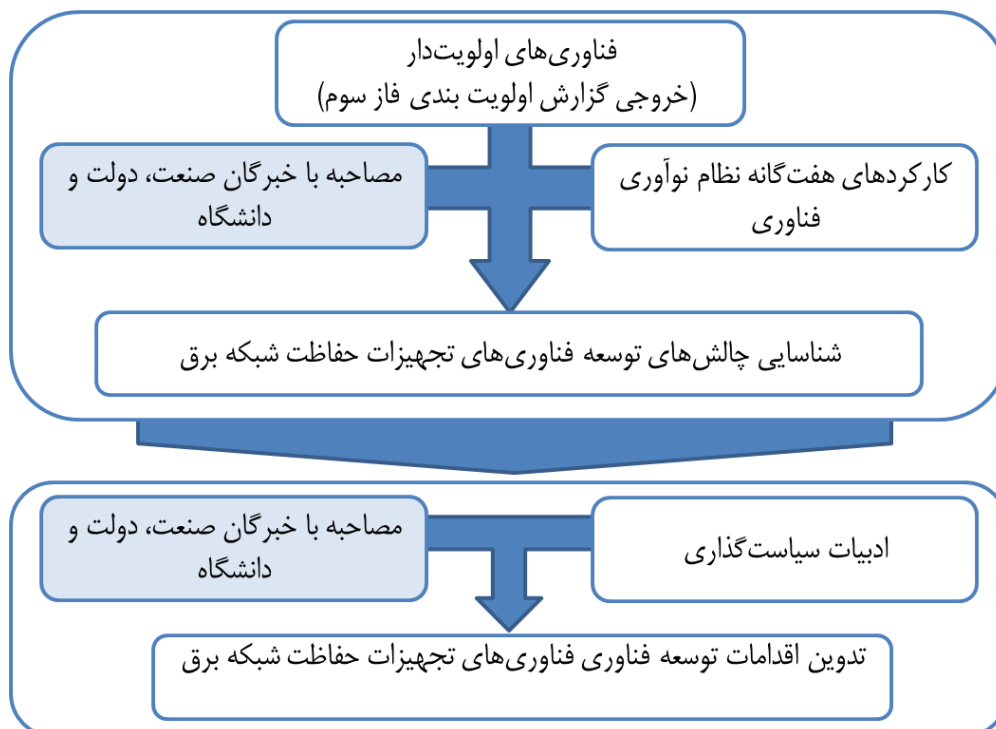 فناوری‌های اولویت‌دار
(خروجی گزارش اولویت بندی فاز سوم)
کارکردهای هفت‌گانه نظام نوآوری
فناوری
مصاحبه با خبرگان صنعت، دولت و
دانشگاه
شناسایی چالش‌های توسعه فناوری‌های تجهیزات حفاظت شبکه برق
ادبیات سیاست‌گذاری
مصاحبه با خبرگان صنعت، دولت و
دانشگاه
تدوین اقدامات توسعه فناوری فناوری‌های تجهیزات حفاظت شبکه برق